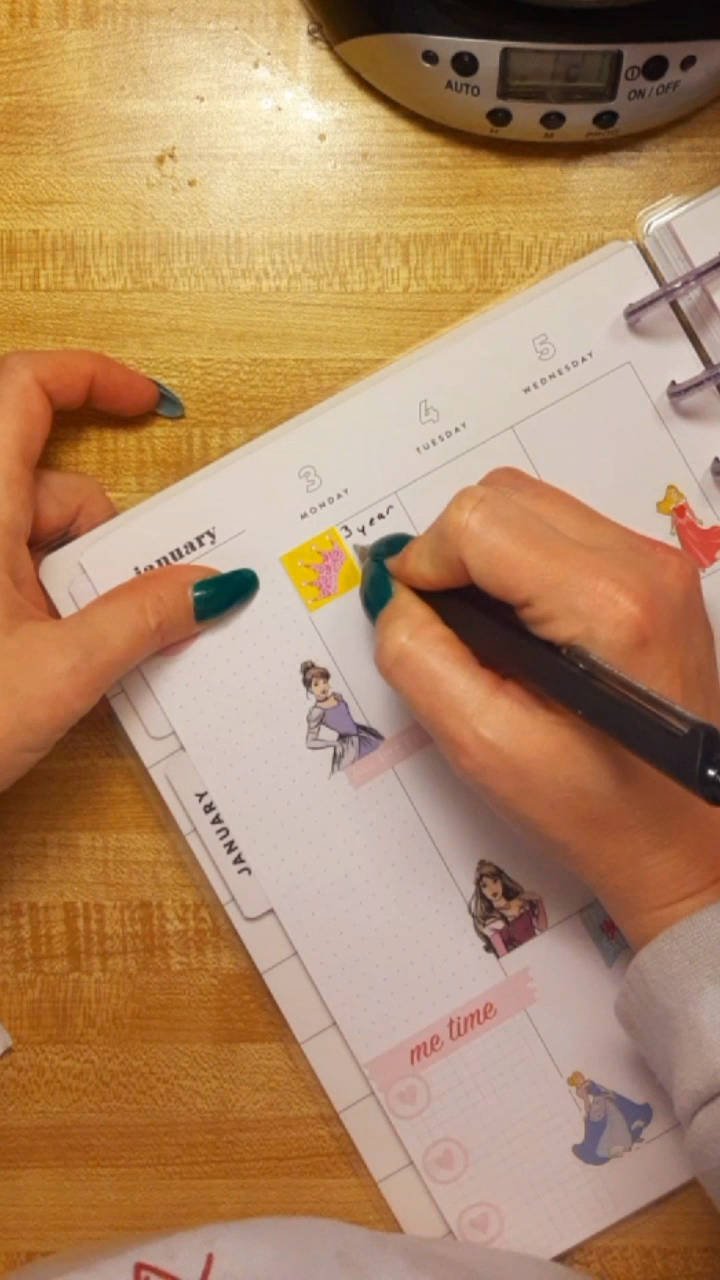 AUTO
ON / OFF
5
WEDNESDAY
4
TUESDAY
3
MONDAY
january
3 year
JANUARY
me time